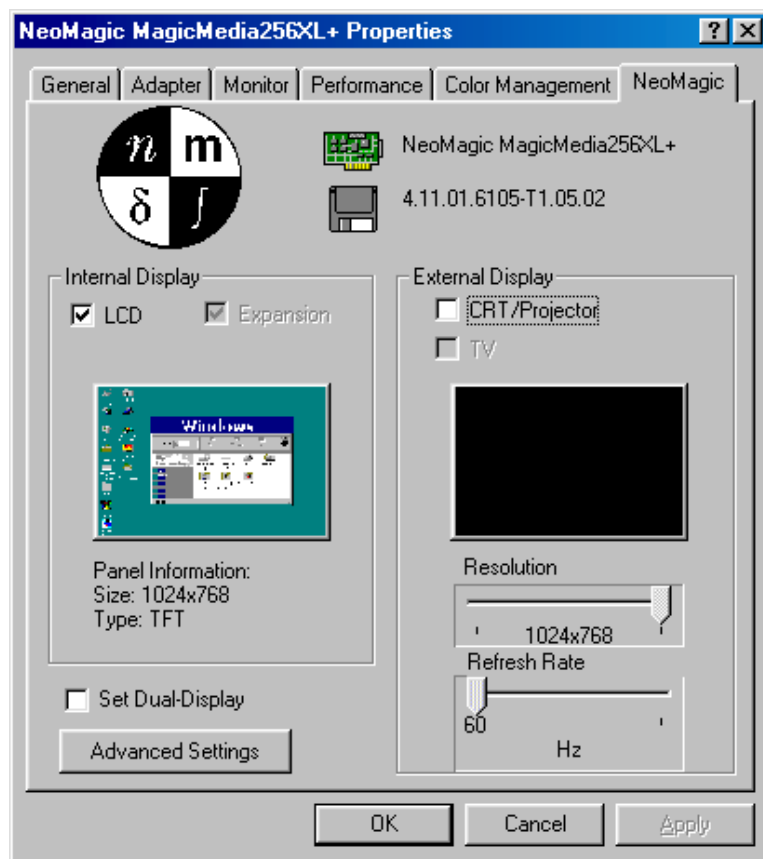 NeoMagic MagicMedia256XL+ Properties
General Adapter Monitor Performance Color Management NeoMagic
n m
δ ∫
NeoMagic MagicMedia256XL+
4.11.01.6105-T1.05.02
Internal Display
LCD Expansion
Windows
Panel Information:
Size: 1024x768
Type: TFT
Set Dual-Display
Advanced Settings
External Display
CRT/Projector
TV
Resolution
1024x768
Refresh Rate
60
Hz
OK Cancel Apply